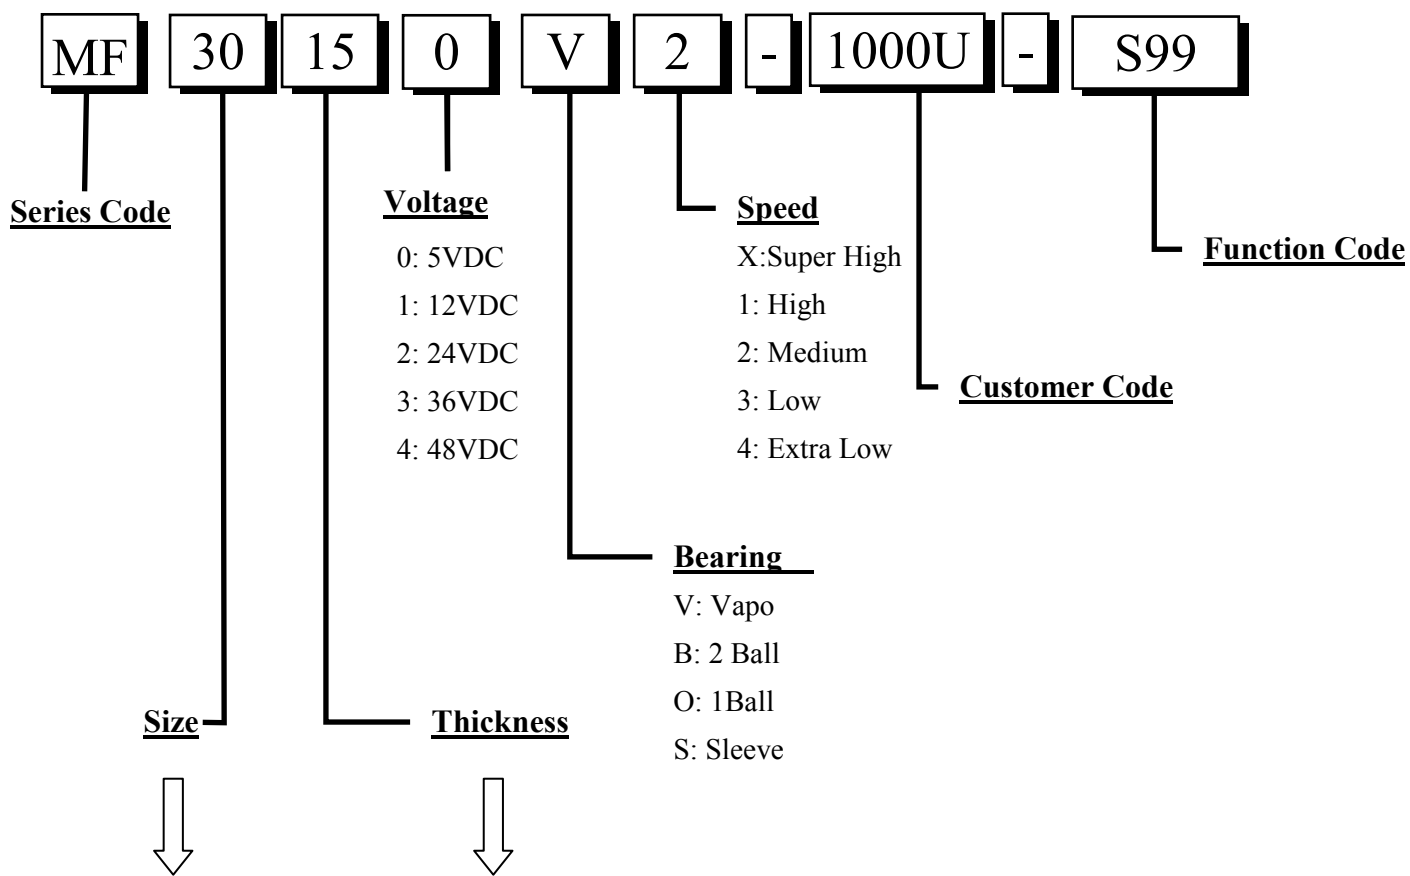 MF 30 15 0 V 2 - 1000U - S99
Series Code
Voltage
0: 5VDC
1: 12VDC
2: 24VDC
3: 36VDC
4: 48VDC
Speed
X:Super High
1: High
2: Medium
3: Low
4: Extra Low
Function Code
Customer Code
Bearing
V: Vapo
B: 2 Ball
O: 1Ball
S: Sleeve
Size
Thickness